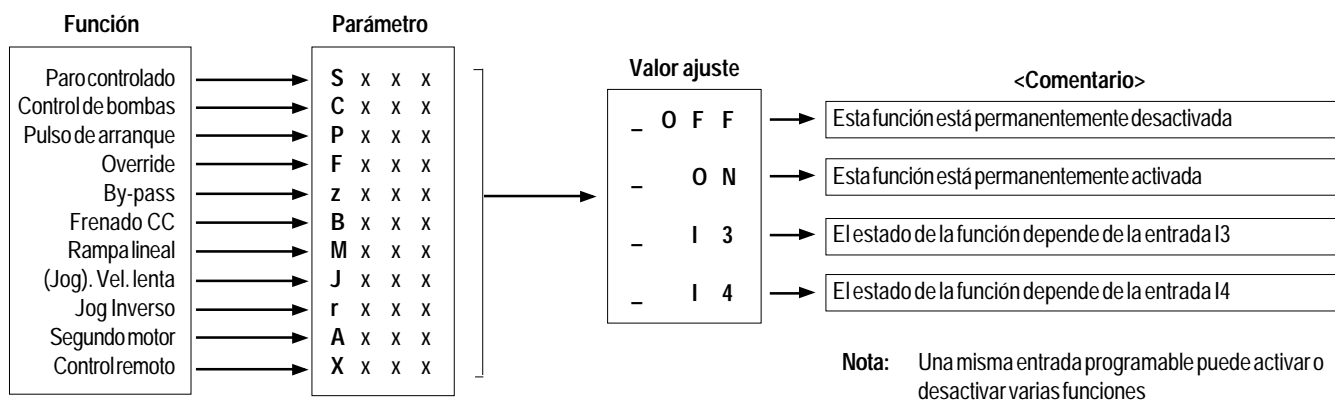 Función
Parámetro
Paro controlado S x x x
Control de bombas C x x x
Pulso de arranque P x x x
Override F x x x
By-pass z x x x
Frenado CC B x x x
Rampa lineal M x x x
(Jog). Vel. lenta J x x x
Jog Inverso r x x x
Segundo motor A x x x
Control remoto X x x x
Valor ajuste
<Comentario>
_ O F F Esta función está permanentemente desactivada
_ O N Esta función está permanentemente activada
_ I 3 El estado de la función depende de la entrada I3
_ I 4 El estado de la función depende de la entrada I4
Nota: Una misma entrada programable puede activar o
desactivar varias funciones